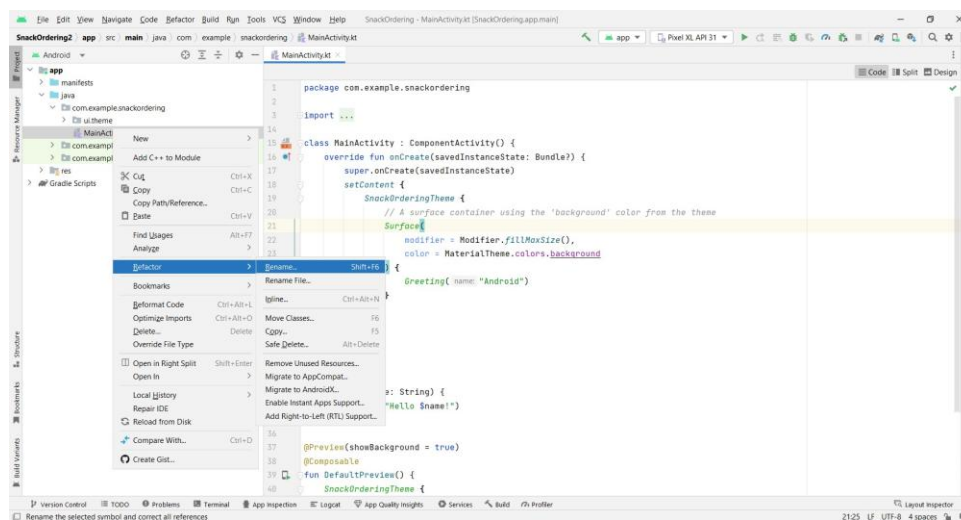 File Edit View Navigate Code Refactor Build Run Tools VCS Window Help SnackOrdering - MainActivity.kt [SnackOrdering.app.main]
SnackOrdering2 app src main java com example snackordering MainActivity.kt app Pixel XL API 31
Project Android MainActivity.kt
Code Split Design
app
manifests
java
com.example.snackordering
ui.theme
MainActi
com.exampl
com.exampl
res
Gradle Scripts
Resource Manager
Structure
Bookmarks
Build Variants
New
Add C++ to Module
Cut Ctrl+X
Copy Ctrl+C
Copy Path/Reference...
Paste Ctrl+V
Find Usages Alt+F7
Analyze
Refactor
Bookmarks
Reformat Code Ctrl+Alt+L
Optimize Imports Ctrl+Alt+O
Delete... Delete
Override File Type
Open in Right Split Shift+Enter
Open In
Local History
Repair IDE
Reload from Disk
Compare With... Ctrl+D
Create Gist...
Rename... Shift+F6
Rename File...
Inline... Ctrl+Alt+N
Move Classes... F6
Copy... F5
Safe Delete... Alt+Delete
Remove Unused Resources...
Migrate to AppCompat...
Migrate to AndroidX...
Enable Instant Apps Support...
Add Right-to-Left (RTL) Support...
1 package com.example.snackordering
2
3 import ...
14
15 class MainActivity : ComponentActivity() {
16 override fun onCreate(savedInstanceState: Bundle?) {
17 super.onCreate(savedInstanceState)
18 setContent {
19 SnackOrderingTheme {
20 // A surface container using the 'background' color from the theme
21 Surface(
22 modifier = Modifier.fillMaxSize(),
23 color = MaterialTheme.colors.background
) {
Greeting( name: "Android")
}
e: String) {
"Hello $name!")
36
37 @Preview(showBackground = true)
38 @Composable
39 fun DefaultPreview() {
40 SnackOrderingTheme {
Version Control TODO Problems Terminal App Inspection Logcat App Quality Insights Services Build Profiler Layout Inspector
Rename the selected symbol and correct all references 21:25 LF UTF-8 4 spaces